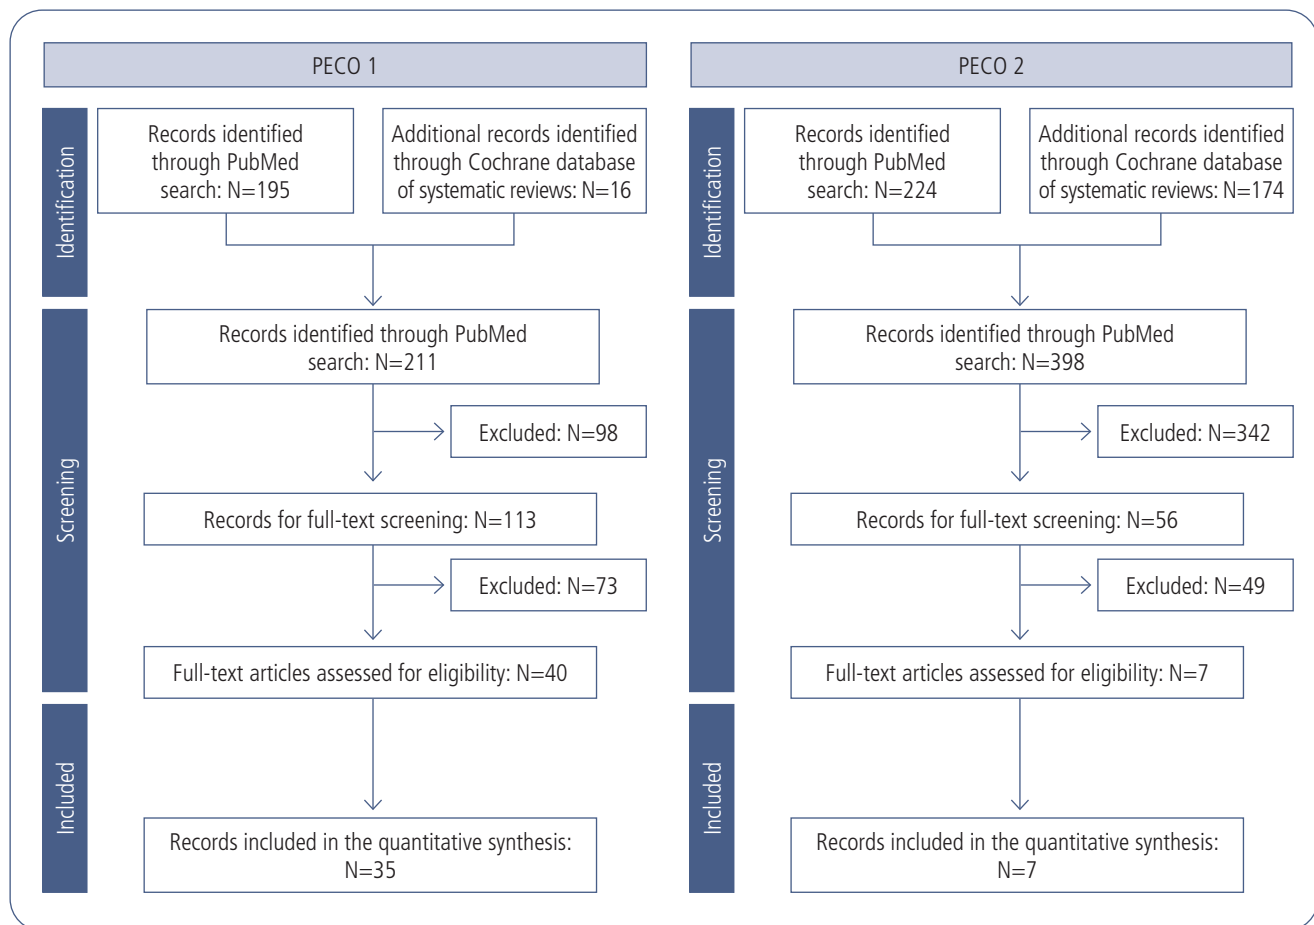 PECO 1
Identification
Records identified
through PubMed
search: N=195
Additional records identified
through Cochrane database
of systematic reviews: N=16
Screening
Records identified through PubMed
search: N=211
Excluded: N=98
Records for full-text screening: N=113
Excluded: N=73
Full-text articles assessed for eligibility: N=40
Included
Records included in the quantitative synthesis:
N=35
PECO 2
Identification
Records identified
through PubMed
search: N=224
Additional records identified
through Cochrane database
of systematic reviews: N=174
Screening
Records identified through PubMed
search: N=398
Excluded: N=342
Records for full-text screening: N=56
Excluded: N=49
Full-text articles assessed for eligibility: N=7
Included
Records included in the quantitative synthesis:
N=7